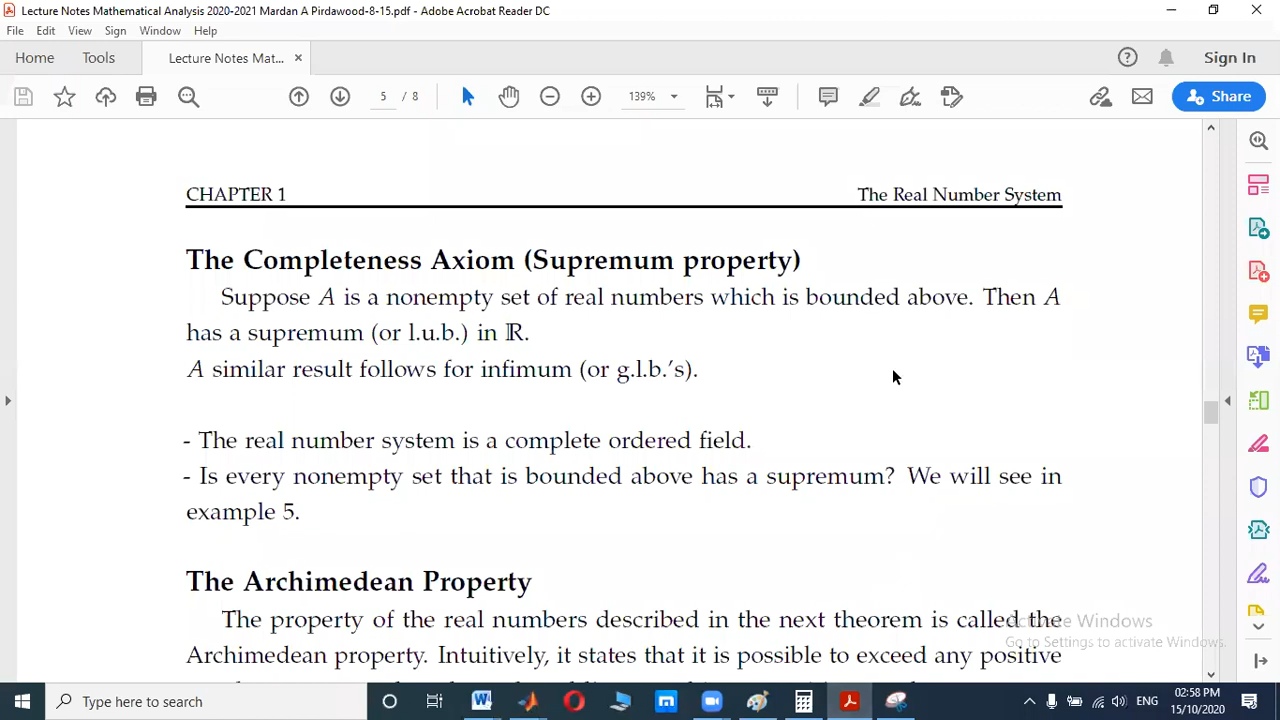 Lecture Notes Mathematical Analysis 2020-2021 Mardan A Pirdawood-8-15.pdf - Adobe Acrobat Reader DC
File Edit View Sign Window Help
Home Tools Lecture Notes Mat... × Sign In
5 / 8 139% Share
CHAPTER 1 The Real Number System
The Completeness Axiom (Supremum property)
Suppose A is a nonempty set of real numbers which is bounded above. Then A
has a supremum (or l.u.b.) in ℝ.
A similar result follows for infimum (or g.l.b.'s).
- The real number system is a complete ordered field.
- Is every nonempty set that is bounded above has a supremum? We will see in
example 5.
The Archimedean Property
The property of the real numbers described in the next theorem is called the
Archimedean property. Intuitively, it states that it is possible to exceed any positive
Activate Windows
Go to Settings to activate Windows.
Type here to search
ENG
02:58 PM
15/10/2020